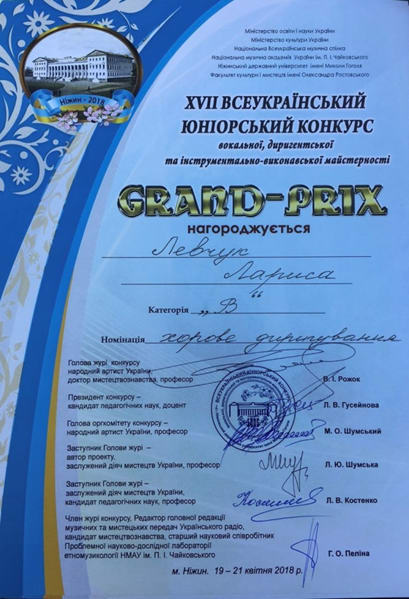 Міністерство освіти і науки України
Міністерство культури України
Національна Всеукраїнська музична спілка
Національна музична академія України ім. П. І. Чайковського
Ніжинський державний університет імені Миколи Гоголя
Факультет культури і мистецтв імені Олександра Ростовського
Ніжин - 2018
XVII ВСЕУКРАЇНСЬКИЙ
ЮНІОРСЬКИЙ КОНКУРС
вокальної, диригентської
та інструментально-виконавської майстерності
GRAND-PRIX
нагороджується
Левчук
Лариса
Категорія „В“
Номінація хорове диригування
Голова журі конкурсу
народний артист України,
доктор мистецтвознавства, професор В. І. Рожок
Президент конкурсу –
кандидат педагогічних наук, доцент Л. В. Гусейнова
Голова оргкомітету конкурсу –
народний артист України, професор М. О. Шумський
Заступник Голови журі –
автор проекту,
заслужений діяч мистецтв України, професор Л. Ю. Шумська
Заступник Голови журі –
заслужений діяч мистецтв України,
кандидат педагогічних наук, професор Л. В. Костенко
Член журі конкурсу, Редактор головної редакції
музичних та мистецьких передач Українського радіо,
кандидат мистецтвознавства, старший науковий співробітник
Проблемної науково-дослідної лабораторії
етномузикології НМАУ ім. П. І. Чайковського Г. О. Пеліна
м. Ніжин. 19 – 21 квітня 2018 р.